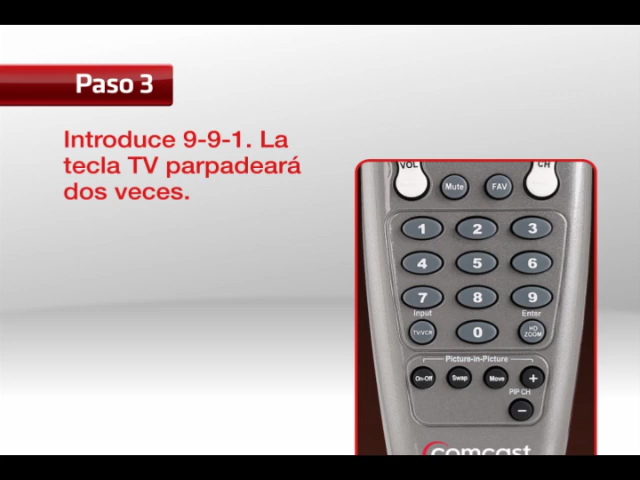 Paso 3
Introduce 9-9-1. La
tecla TV parpadeará
dos veces.
VOL
CH
Mute
FAV
1 2 3
4 5 6
7 8 9
Input
Enter
TV/VCR
0
HD
ZOOM
Picture-in-Picture
On-Off Swap Move +
PIP CH
−
comcast